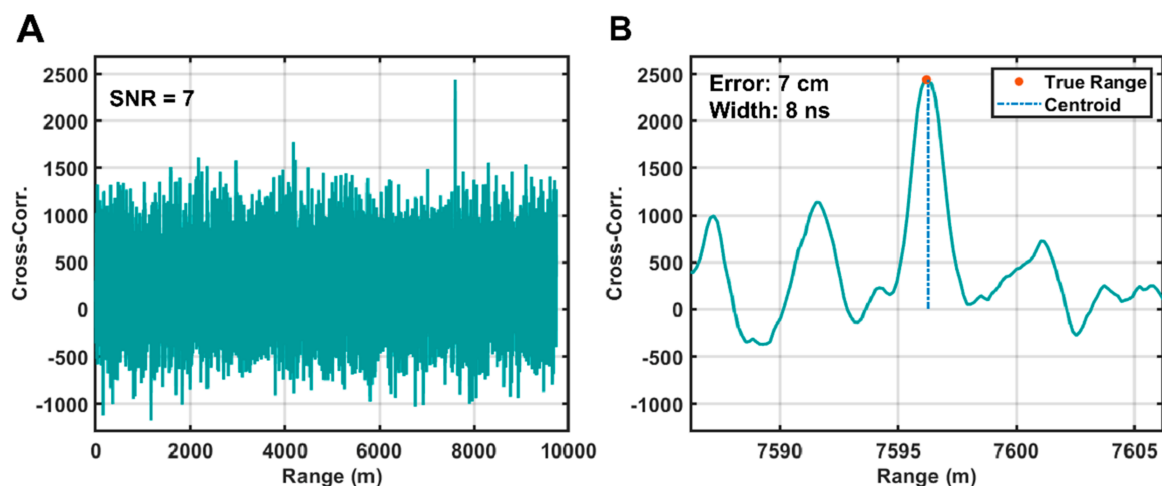 A
SNR = 7
2500
2000
1500
1000
500
0
-500
-1000
Cross-Corr.
0
2000
4000
6000
8000
10000
Range (m)
B
Error: 7 cm
Width: 8 ns
True Range
Centroid
2500
2000
1500
1000
500
0
-500
-1000
Cross-Corr.
7590
7595
7600
7605
Range (m)